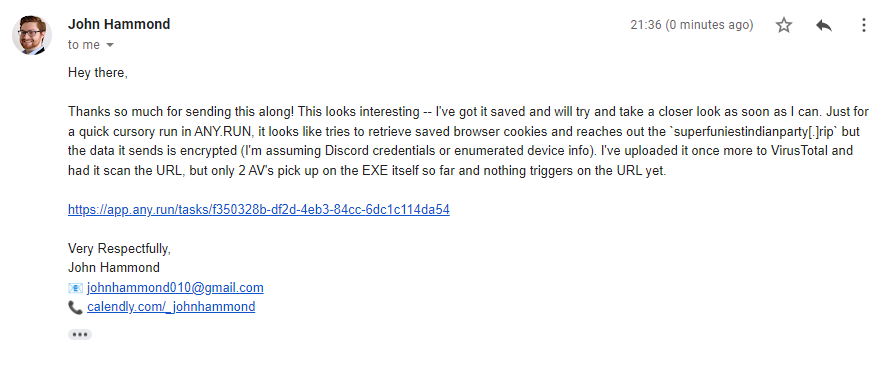 John Hammond
21:36 (0 minutes ago)
to me
Hey there,
Thanks so much for sending this along! This looks interesting -- I've got it saved and will try and take a closer look as soon as I can. Just for
a quick cursory run in ANY.RUN, it looks like tries to retrieve saved browser cookies and reaches out the `superfuniestindianparty[.]rip` but
the data it sends is encrypted (I'm assuming Discord credentials or enumerated device info). I've uploaded it once more to VirusTotal and
had it scan the URL, but only 2 AV's pick up on the EXE itself so far and nothing triggers on the URL yet.
https://app.any.run/tasks/f350328b-df2d-4eb3-84cc-6dc1c114da54
Very Respectfully,
John Hammond
johnhammond010@gmail.com
calendly.com/_johnhammond